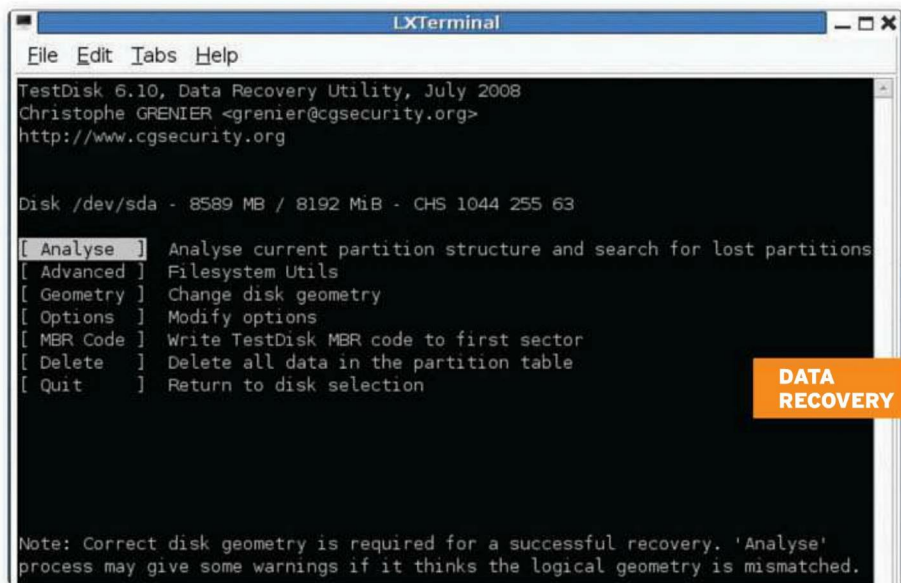 LXTerminal
File Edit Tabs Help
TestDisk 6.10, Data Recovery Utility, July 2008
Christophe GRENIER <grenier@cgsecurity.org>
http://www.cgsecurity.org
Disk /dev/sda - 8589 MB / 8192 MiB - CHS 1044 255 63
[ Analyse ] Analyse current partition structure and search for lost partitions
[ Advanced ] Filesystem Utils
[ Geometry ] Change disk geometry
[ Options ] Modify options
[ MBR Code ] Write TestDisk MBR code to first sector
[ Delete ] Delete all data in the partition table
[ Quit ] Return to disk selection
DATA
RECOVERY
Note: Correct disk geometry is required for a successful recovery. 'Analyse'
process may give some warnings if it thinks the logical geometry is mismatched.